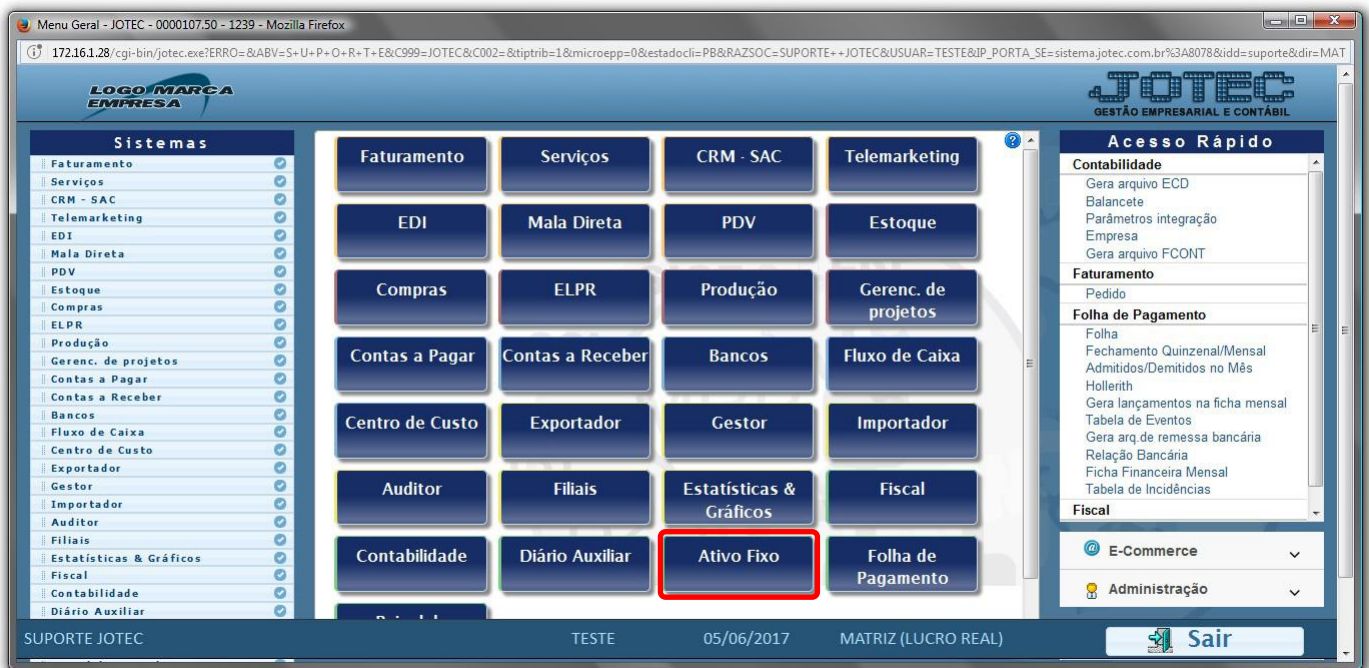 Menu Geral - JOTEC - 0000107.50 - 1239 - Mozilla Firefox
172.16.1.28/cgi-bin/jotec.exe?ERRO=&ABV=S+U+P+O+R+T+E&C999=JOTEC&C002=&tiptrib=1&microepp=0&estadocli=PB&RAZSOC=SUPORTE++JOTEC&USUAR=TESTE&IP_PORTA_SE=sistema.jotec.com.br%3A8078&idd=suporte&dir=MAT
LOGO MARCA
EMPRESA
JOTEC
GESTÃO EMPRESARIAL E CONTÁBIL
Sistemas
Faturamento
Serviços
CRM - SAC
Telemarketing
EDI
Mala Direta
PDV
Estoque
Compras
ELPR
Produção
Gerenc. de projetos
Contas a Pagar
Contas a Receber
Bancos
Fluxo de Caixa
Centro de Custo
Exportador
Gestor
Importador
Auditor
Filiais
Estatísticas & Gráficos
Fiscal
Contabilidade
Diário Auxiliar
Faturamento
Serviços
CRM - SAC
Telemarketing
EDI
Mala Direta
PDV
Estoque
Compras
ELPR
Produção
Gerenc. de
projetos
Contas a Pagar
Contas a Receber
Bancos
Fluxo de Caixa
Centro de Custo
Exportador
Gestor
Importador
Auditor
Filiais
Estatísticas &
Gráficos
Fiscal
Contabilidade
Diário Auxiliar
Ativo Fixo
Folha de
Pagamento
Acesso Rápido
Contabilidade
Gera arquivo ECD
Balancete
Parâmetros integração
Empresa
Gera arquivo FCONT
Faturamento
Pedido
Folha de Pagamento
Folha
Fechamento Quinzenal/Mensal
Admitidos/Demitidos no Mês
Hollerith
Gera lançamentos na ficha mensal
Tabela de Eventos
Gera arq.de remessa bancária
Relação Bancária
Ficha Financeira Mensal
Tabela de Incidências
Fiscal
E-Commerce
Administração
SUPORTE JOTEC
TESTE
05/06/2017
MATRIZ (LUCRO REAL)
Sair